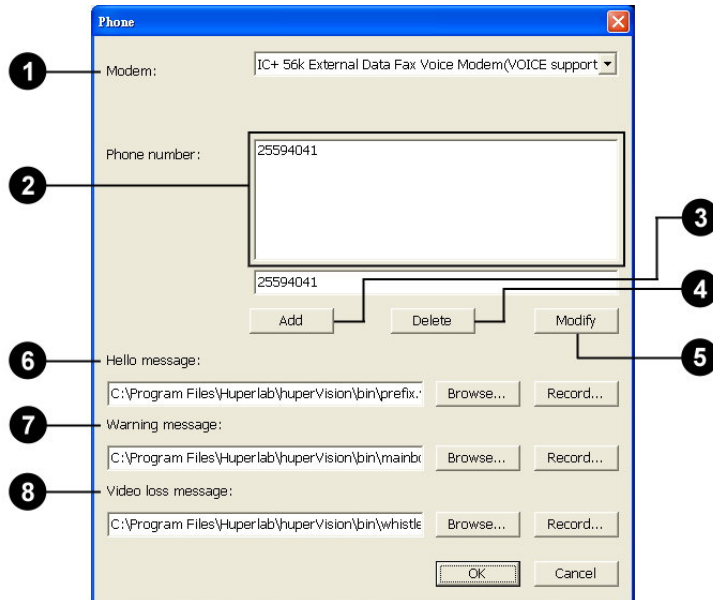 Phone
1
Modem:
IC+ 56k External Data Fax Voice Modem(VOICE support
Phone number:
25594041
2
3
25594041
4
Add
Delete
Modify
5
6
Hello message:
C:\Program Files\Huperlab\huperVision\bin\prefix.
Browse...
Record...
7
Warning message:
C:\Program Files\Huperlab\huperVision\bin\mainbo
Browse...
Record...
8
Video loss message:
C:\Program Files\Huperlab\huperVision\bin\whistle
Browse...
Record...
OK
Cancel